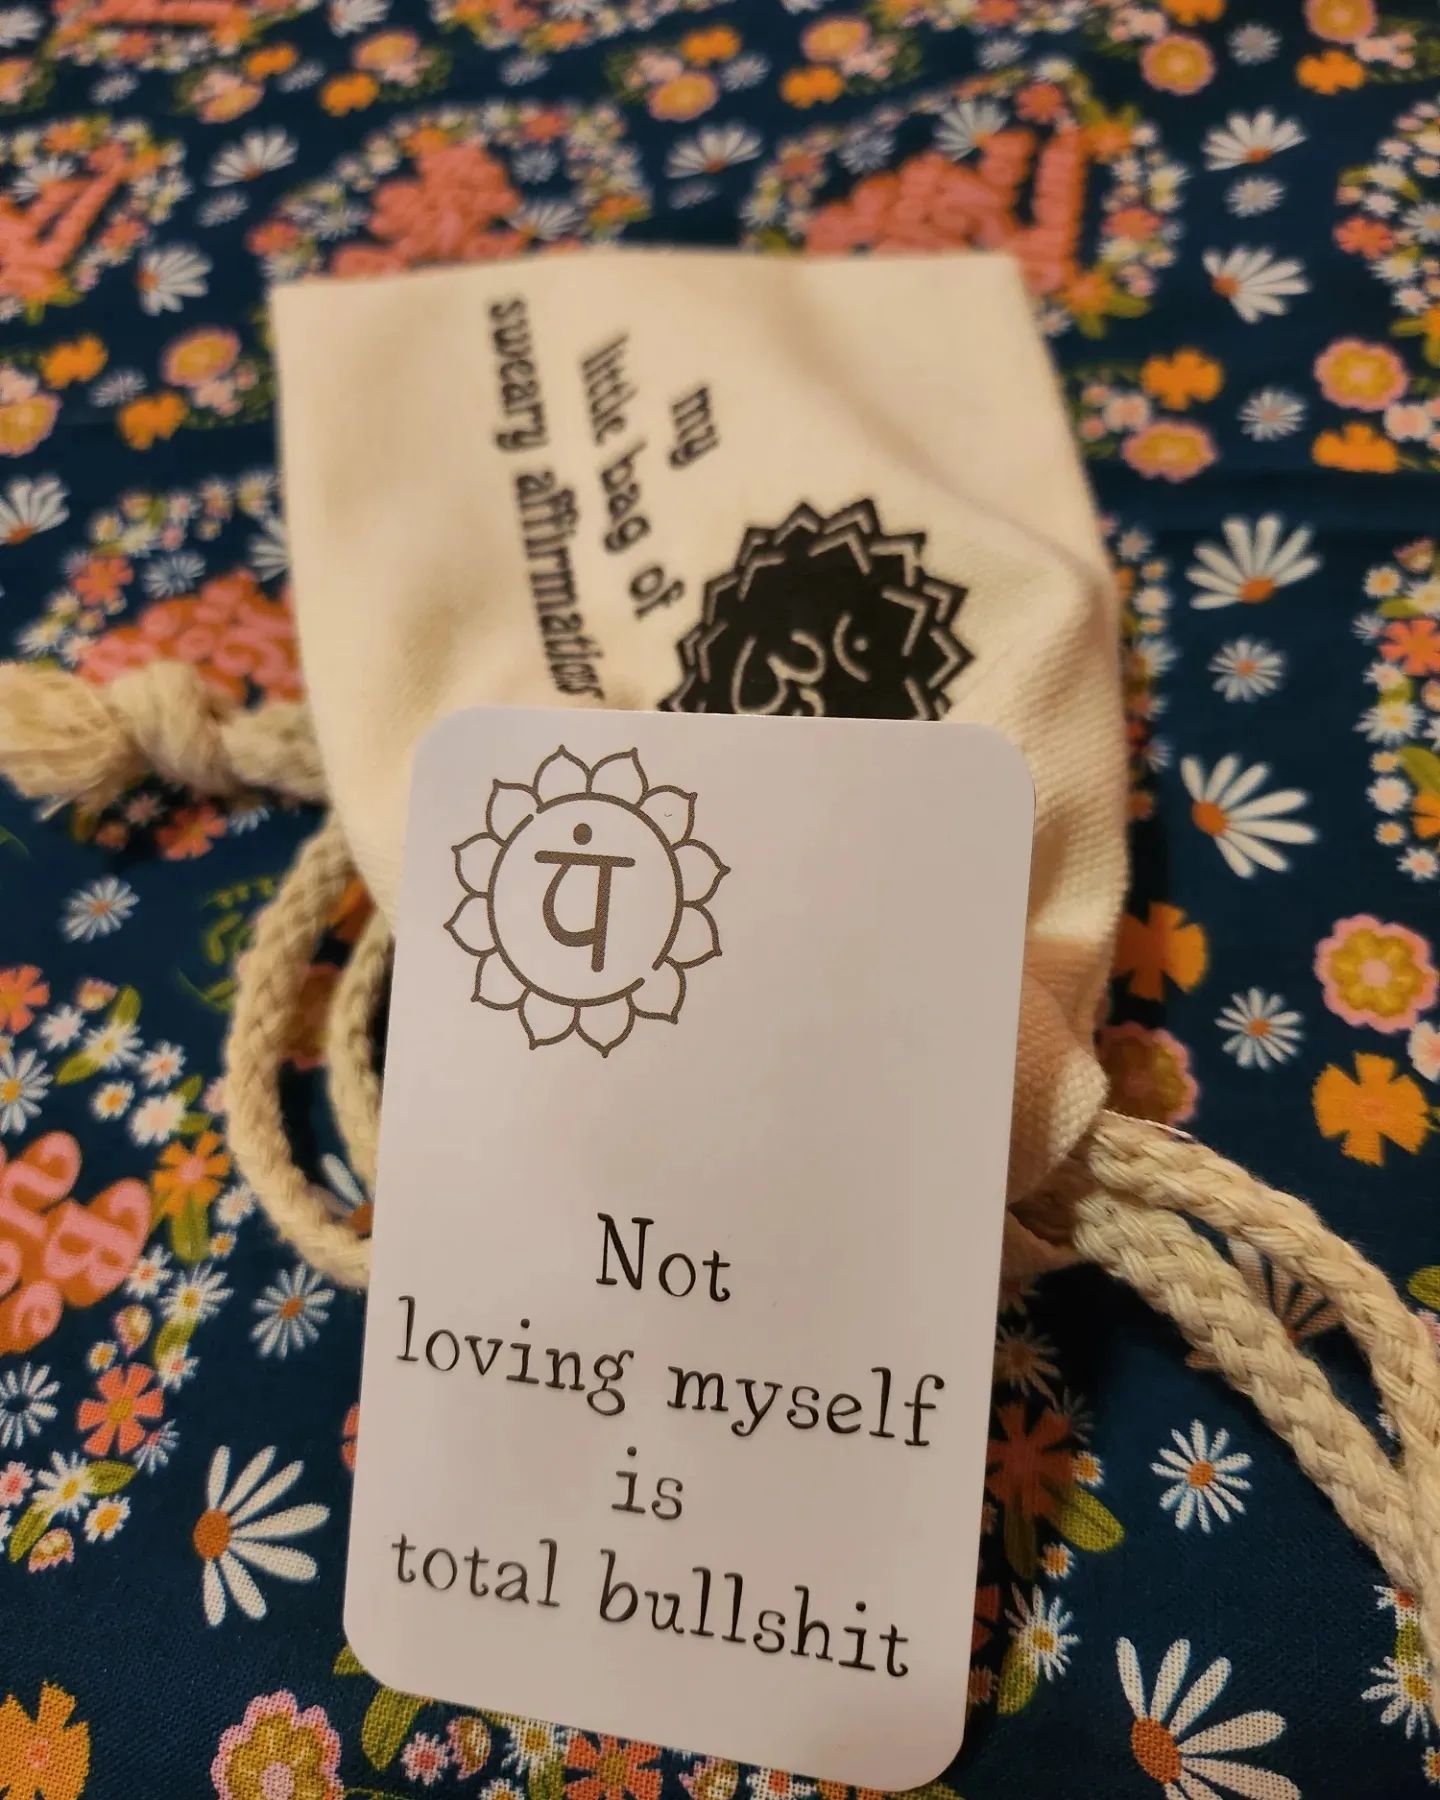 my
little bag of
sweary affirmations
ॐ
पं
Not
loving myself
is
total bullshit
B